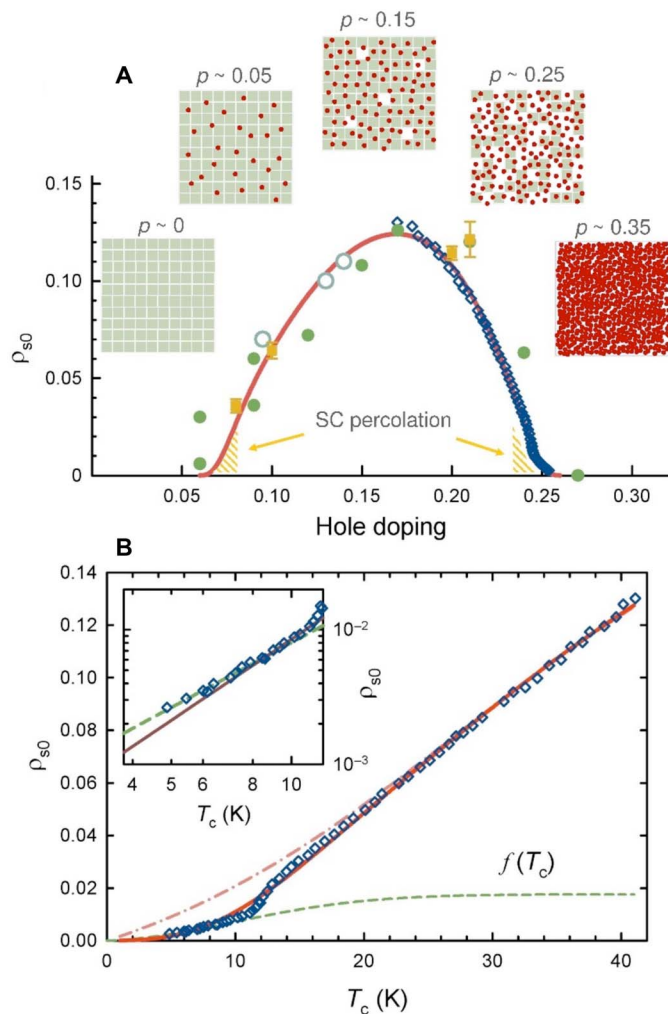 p ~ 0.15
A
p ~ 0.05
p ~ 0.25
0.15
p ~ 0
p ~ 0.35
0.10
ρs0
0.05
SC percolation
0
0.05 0.10 0.15 0.20 0.25 0.30
Hole doping
B
0.14
0.12
10⁻²
0.10
ρs0
10⁻³
4 5 6 8 10
Tc (K)
ρs0
0.08
0.06
0.04
f(Tc)
0.02
0.00
0 10 20 30 40
Tc (K)